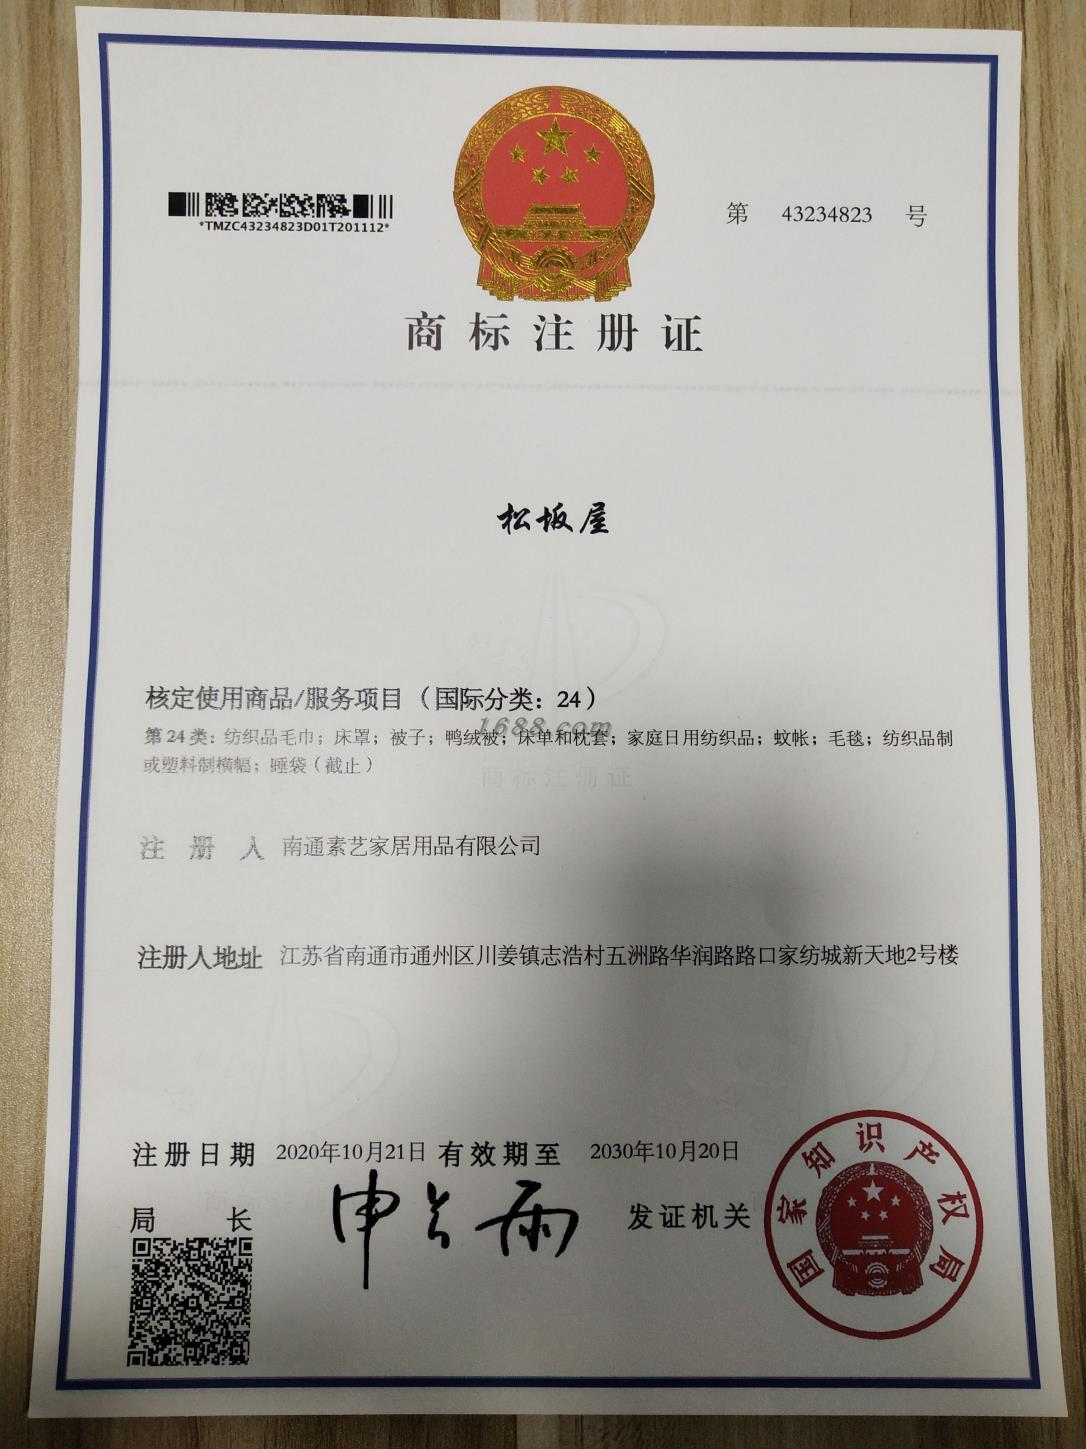 *TMZC43234823D01T201112*
第 43234823 号
商标注册证
松坂屋
核定使用商品/服务项目（国际分类：24）
1688.com
第24类：纺织品毛巾；床罩；被子；鸭绒被；床单和枕套；家庭日用纺织品；蚊帐；毛毯；纺织品制
或塑料制横幅；睡袋（截止）
商标注册证
注册人 南通素艺家居用品有限公司
注册人地址 江苏省南通市通州区川姜镇志浩村五洲路华润路路口家纺城新天地2号楼
注册日期 2020年10月21日 有效期至 2030年10月20日
局长 申长雨 发证机关
国家知识产权局